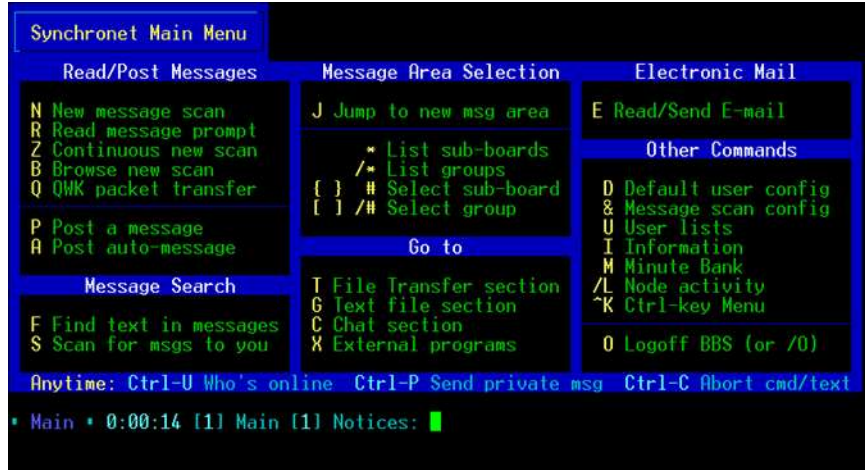 Synchronet Main Menu
Read/Post Messages
N New message scan
R Read message prompt
Z Continuous new scan
B Browse new scan
Q QWK packet transfer
P Post a message
A Post auto-message
Message Search
F Find text in messages
S Scan for msgs to you
Message Area Selection
J Jump to new msg area
* List sub-boards
/* List groups
{ } # Select sub-board
[ ] /# Select group
Go to
T File Transfer section
G Text file section
C Chat section
X External programs
Electronic Mail
E Read/Send E-mail
Other Commands
D Default user config
& Message scan config
U User lists
I Information
M Minute Bank
/L Node activity
^K Ctrl-key Menu
O Logoff BBS (or /O)
Anytime: Ctrl-U Who's online Ctrl-P Send private msg Ctrl-C Abort cmd/text
* Main * 0:00:14 [1] Main [1] Notices: